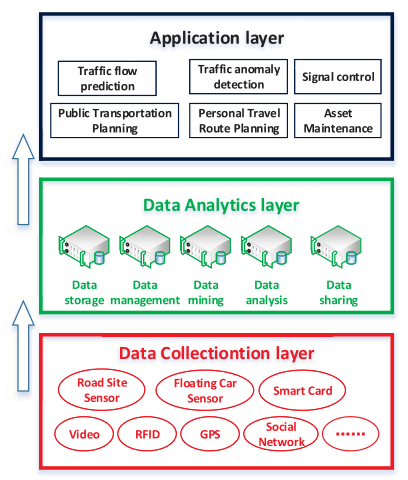 Application layer
Traffic flow
prediction
Traffic anomaly
detection
Signal control
Public Transportation
Planning
Personal Travel
Route Planning
Asset
Maintenance
Data Analytics layer
Data
storage
Data
management
Data
mining
Data
analysis
Data
sharing
Data Collectiontion layer
Road Site
Sensor
Floating Car
Sensor
Smart Card
Video
RFID
GPS
Social
Network
······